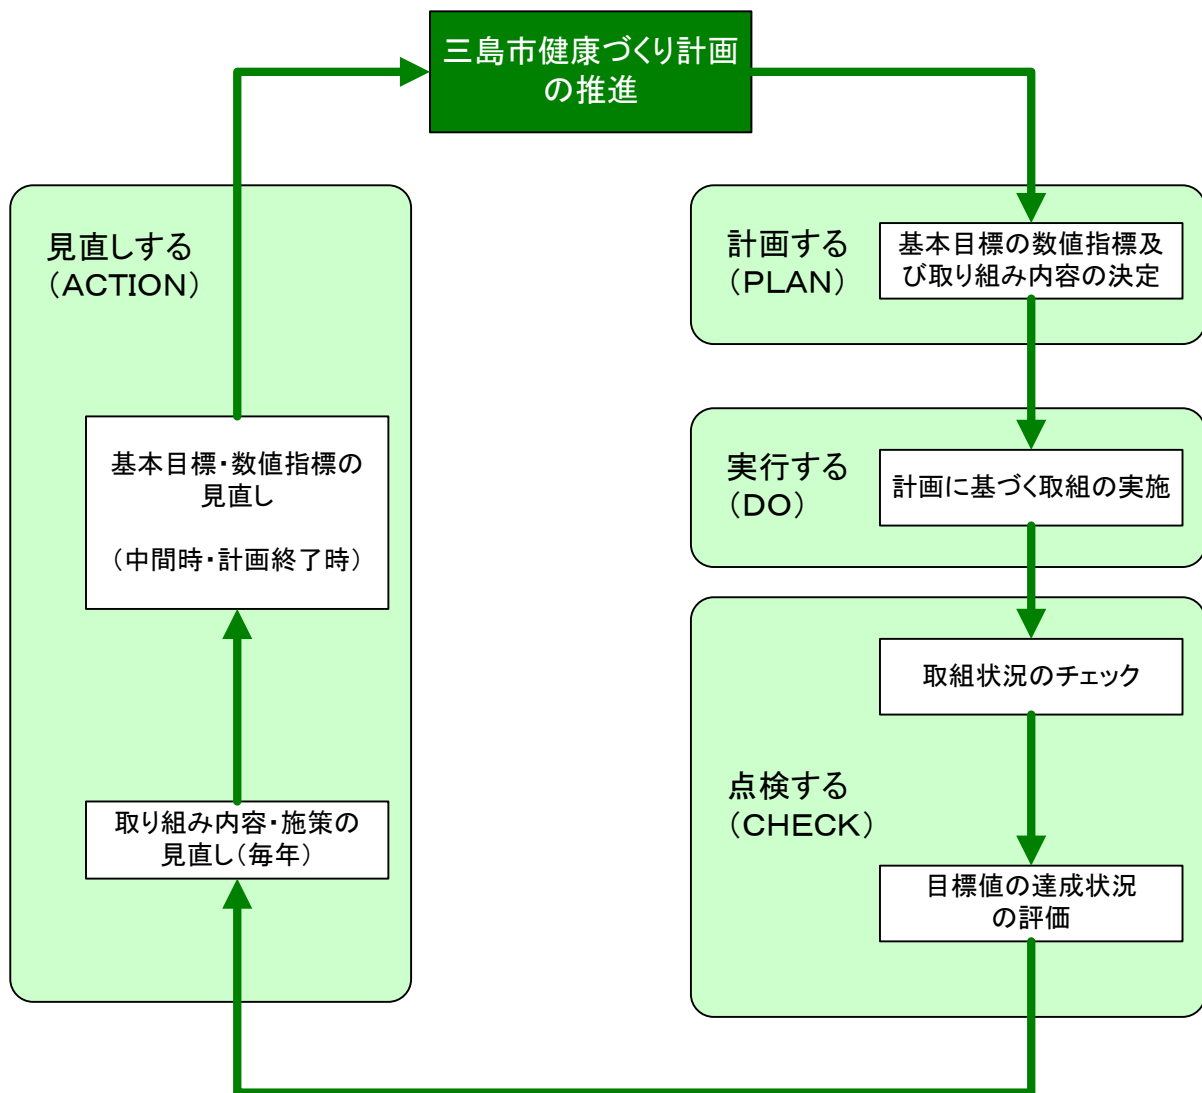 三島市健康づくり計画
の推進
計画する
(PLAN)
基本目標の数値指標及
び取り組み内容の決定
実行する
(DO)
計画に基づく取組の実施
点検する
(CHECK)
取組状況のチェック
目標値の達成状況
の評価
見直しする
(ACTION)
基本目標・数値指標の
見直し
(中間時・計画終了時)
取り組み内容・施策の
見直し(毎年)